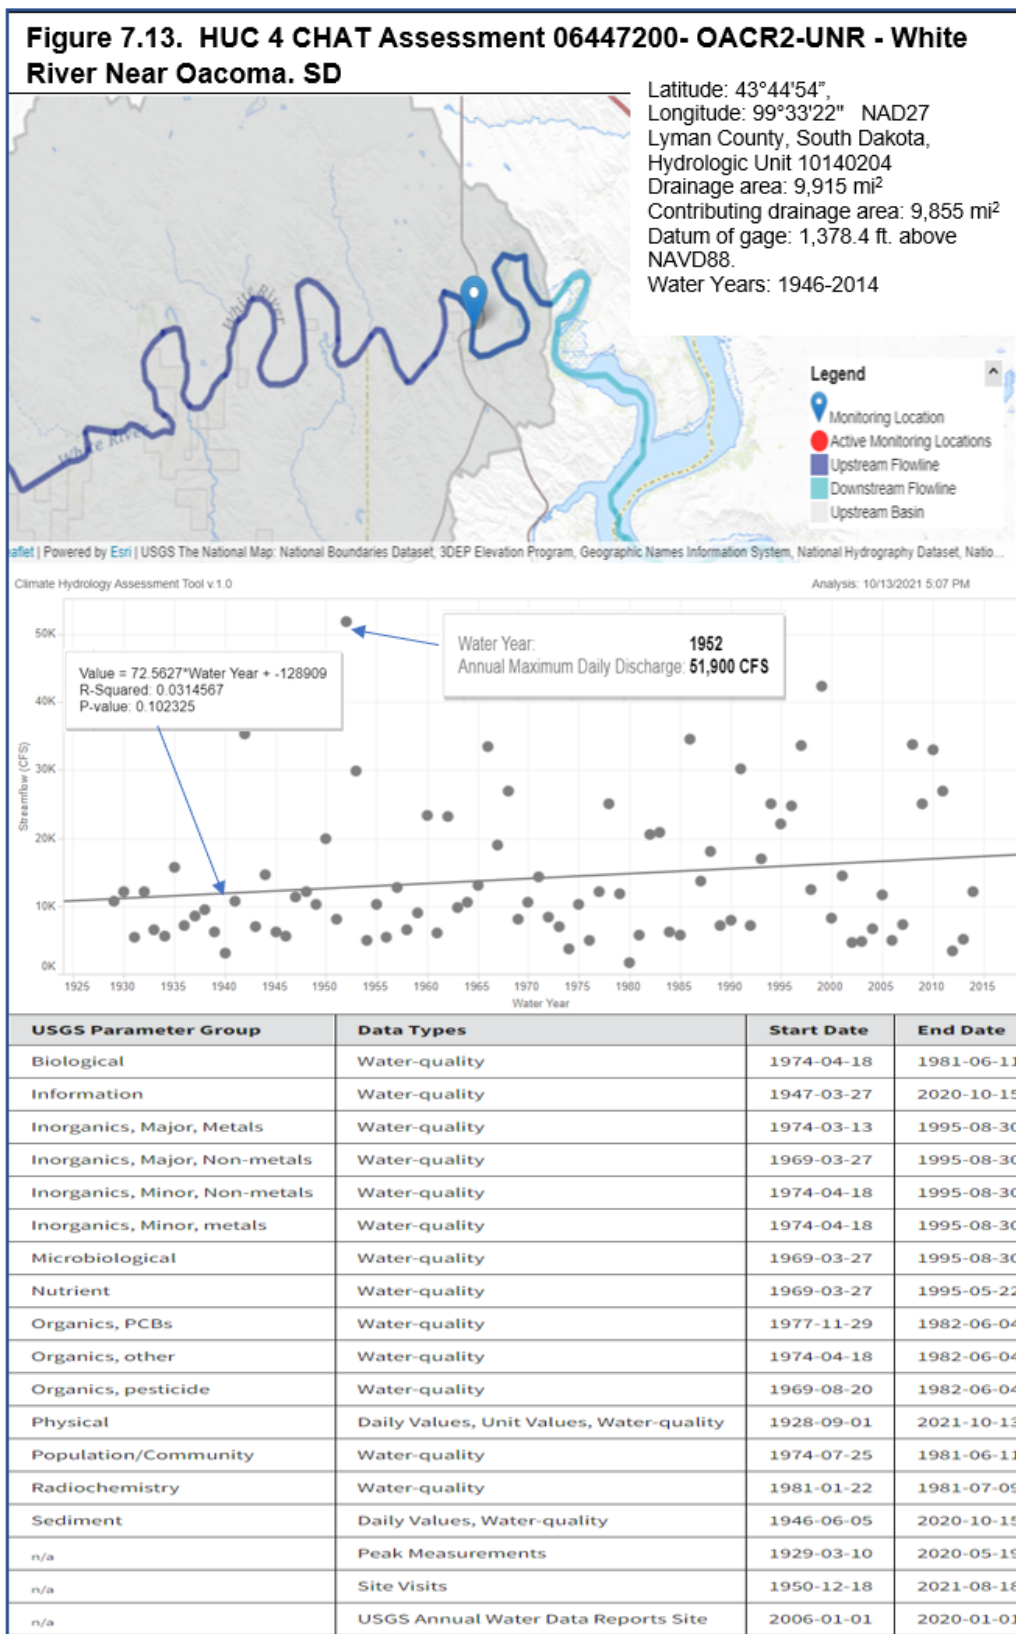 Figure 7.13.  HUC 4 CHAT Assessment 06447200- OACR2-UNR - White
River Near Oacoma. SD
Latitude: 43°44'54”,
Longitude: 99°33'22"   NAD27
Lyman County, South Dakota,
Hydrologic Unit 10140204
Drainage area: 9,915 mi²
Contributing drainage area: 9,855 mi²
Datum of gage: 1,378.4 ft. above
NAVD88.
Water Years: 1946-2014
White River
White River
Legend
Monitoring Location
Active Monitoring Locations
Upstream Flowline
Downstream Flowline
Upstream Basin
aflet | Powered by Esri | USGS The National Map: National Boundaries Dataset, 3DEP Elevation Program, Geographic Names Information System, National Hydrography Dataset, Natio...
Climate Hydrology Assessment Tool v.1.0
Analysis: 10/13/2021 5:07 PM
Water Year: 1952
Annual Maximum Daily Discharge: 51,900 CFS
Value = 72.5627*Water Year + -128909
R-Squared: 0.0314567
P-value: 0.102325
Streamflow (CFS)
50K
40K
30K
20K
10K
0K
1925 1930 1935 1940 1945 1950 1955 1960 1965 1970 1975 1980 1985 1990 1995 2000 2005 2010 2015
Water Year
USGS Parameter Group Data Types Start Date End Date
Biological Water-quality 1974-04-18 1981-06-11
Information Water-quality 1947-03-27 2020-10-15
Inorganics, Major, Metals Water-quality 1974-03-13 1995-08-30
Inorganics, Major, Non-metals Water-quality 1969-03-27 1995-08-30
Inorganics, Minor, Non-metals Water-quality 1974-04-18 1995-08-30
Inorganics, Minor, metals Water-quality 1974-04-18 1995-08-30
Microbiological Water-quality 1969-03-27 1995-08-30
Nutrient Water-quality 1969-03-27 1995-05-22
Organics, PCBs Water-quality 1977-11-29 1982-06-04
Organics, other Water-quality 1974-04-18 1982-06-04
Organics, pesticide Water-quality 1969-08-20 1982-06-04
Physical Daily Values, Unit Values, Water-quality 1928-09-01 2021-10-13
Population/Community Water-quality 1974-07-25 1981-06-11
Radiochemistry Water-quality 1981-01-22 1981-07-09
Sediment Daily Values, Water-quality 1946-06-05 2020-10-15
n/a Peak Measurements 1929-03-10 2020-05-19
n/a Site Visits 1950-12-18 2021-08-18
n/a USGS Annual Water Data Reports Site 2006-01-01 2020-01-01